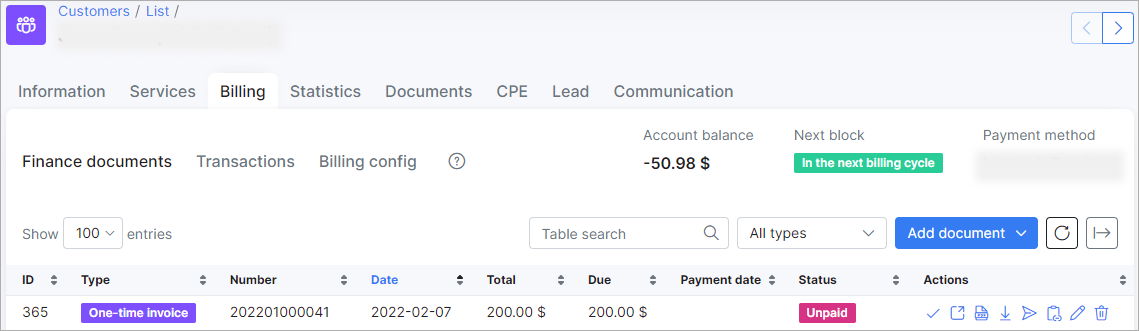 Customers / List /
Information Services Billing Statistics Documents CPE Lead Communication
Account balance Next block Payment method
Finance documents Transactions Billing config ?
-50.98 $ In the next billing cycle
Show 100 entries Table search All types Add document
ID Type Number Date Total Due Payment date Status Actions
365 One-time invoice 202201000041 2022-02-07 200.00 $ 200.00 $ Unpaid